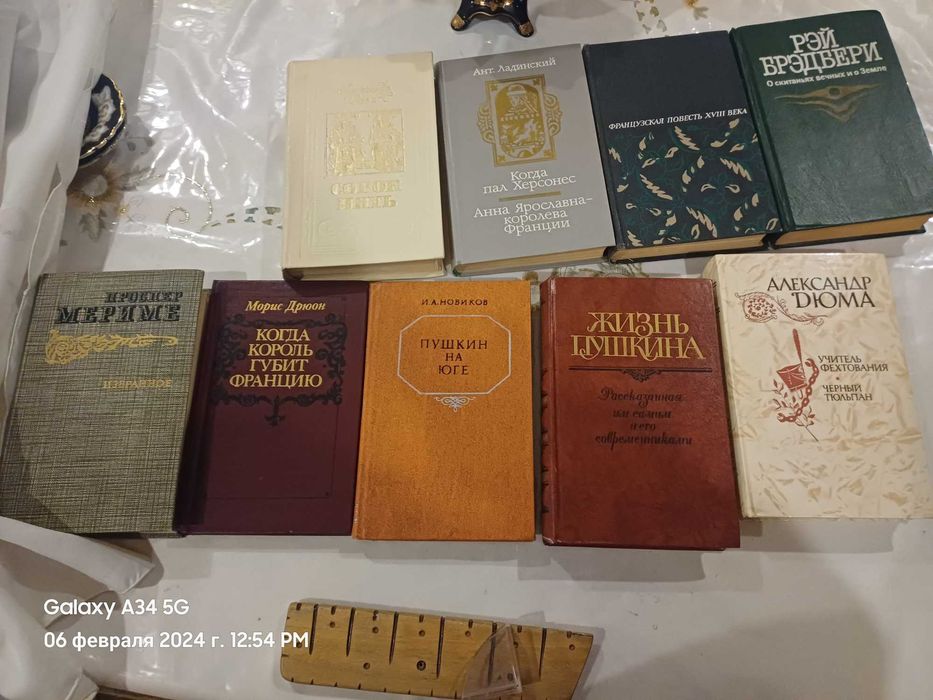 СОРОК
ПЯТЬ
Ант. Ладинский
Когда
пал Херсонес
Анна Ярославна–
королева
Франции
ФРАНЦУЗСКАЯ ПОВЕСТЬ XVIII ВЕКА
РЭЙ
БРЭДБЕРИ
О скитаньях вечных и о Земле
ПРОСПЕР
МЕРИМЕ
ИЗБРАННОЕ
Морис Дрюон
КОГДА
КОРОЛЬ
ГУБИТ
ФРАНЦИЮ
И.А.НОВИКОВ
ПУШКИН
НА
ЮГЕ
ЖИЗНЬ
ПУШКИНА
Рассказанная
им самим
и его
современниками
АЛЕКСАНДР
ДЮМА
УЧИТЕЛЬ
ФЕХТОВАНИЯ
ЧЕРНЫЙ
ТЮЛЬПАН
Galaxy A34 5G
06 февраля 2024 г. 12:54 PM